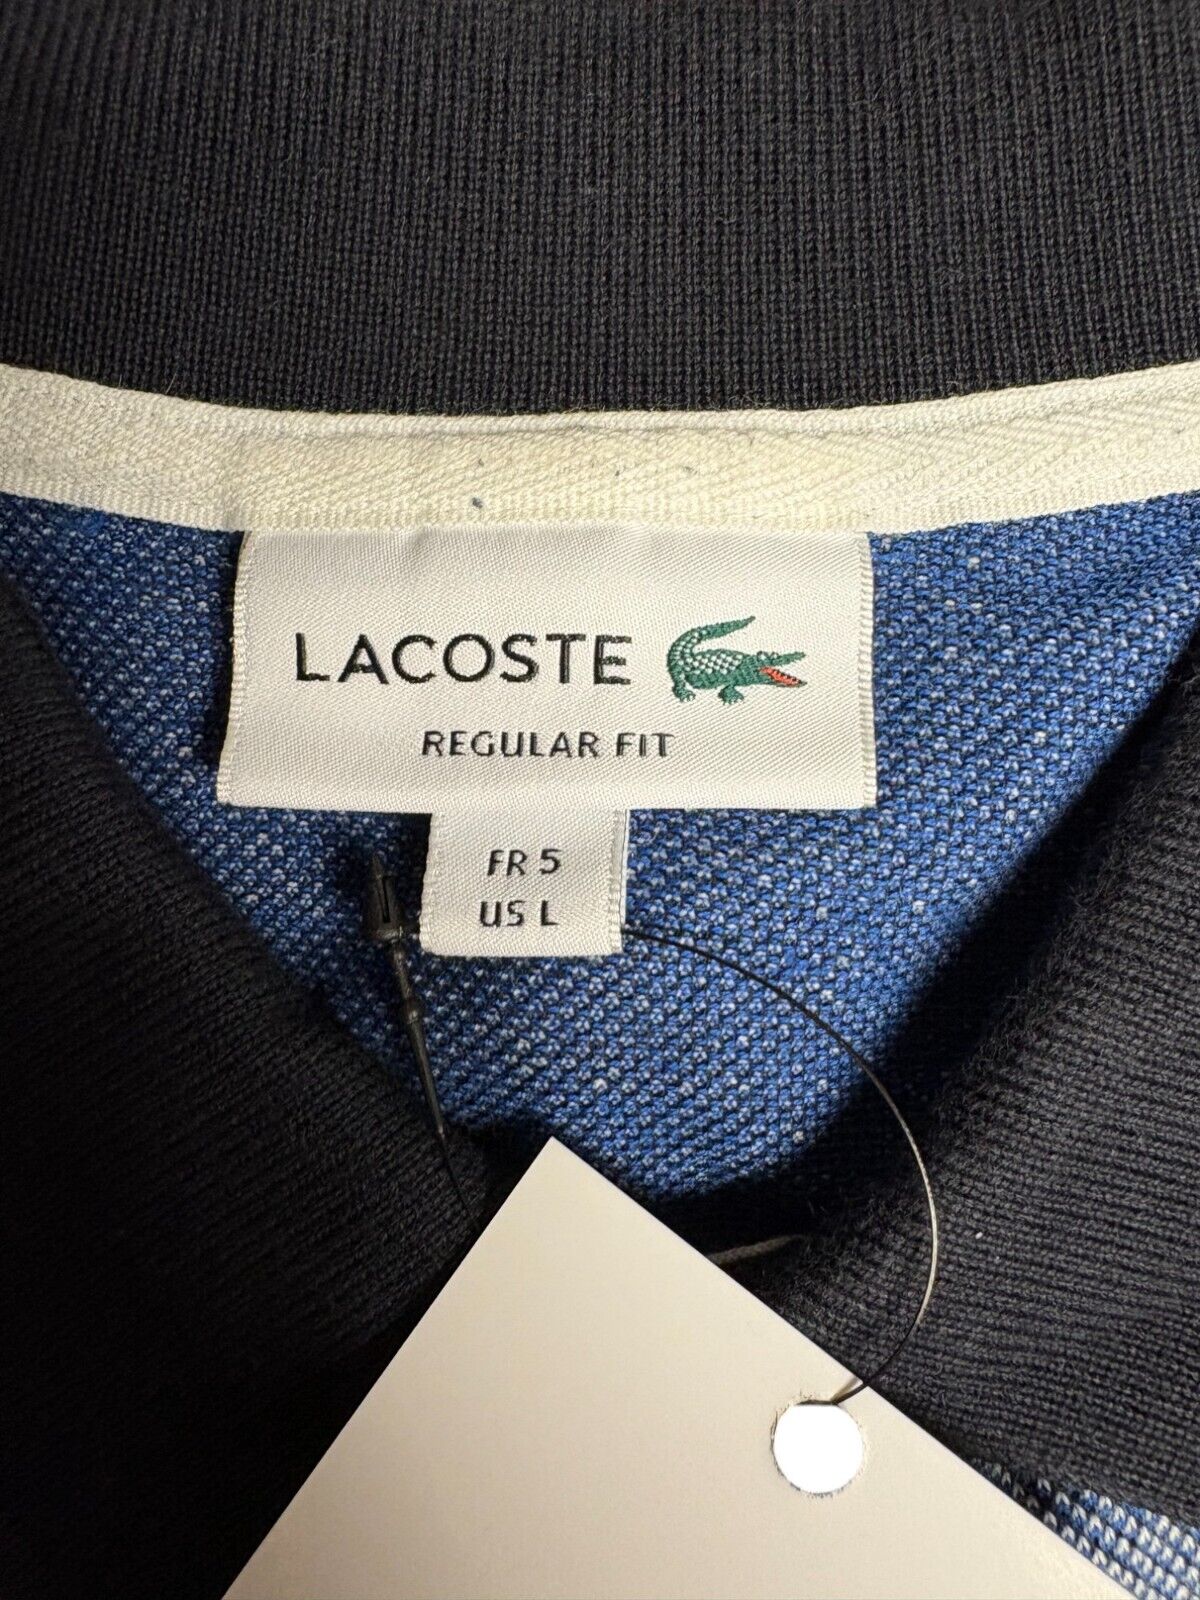 LACOSTE
REGULAR FIT
FR 5
US L